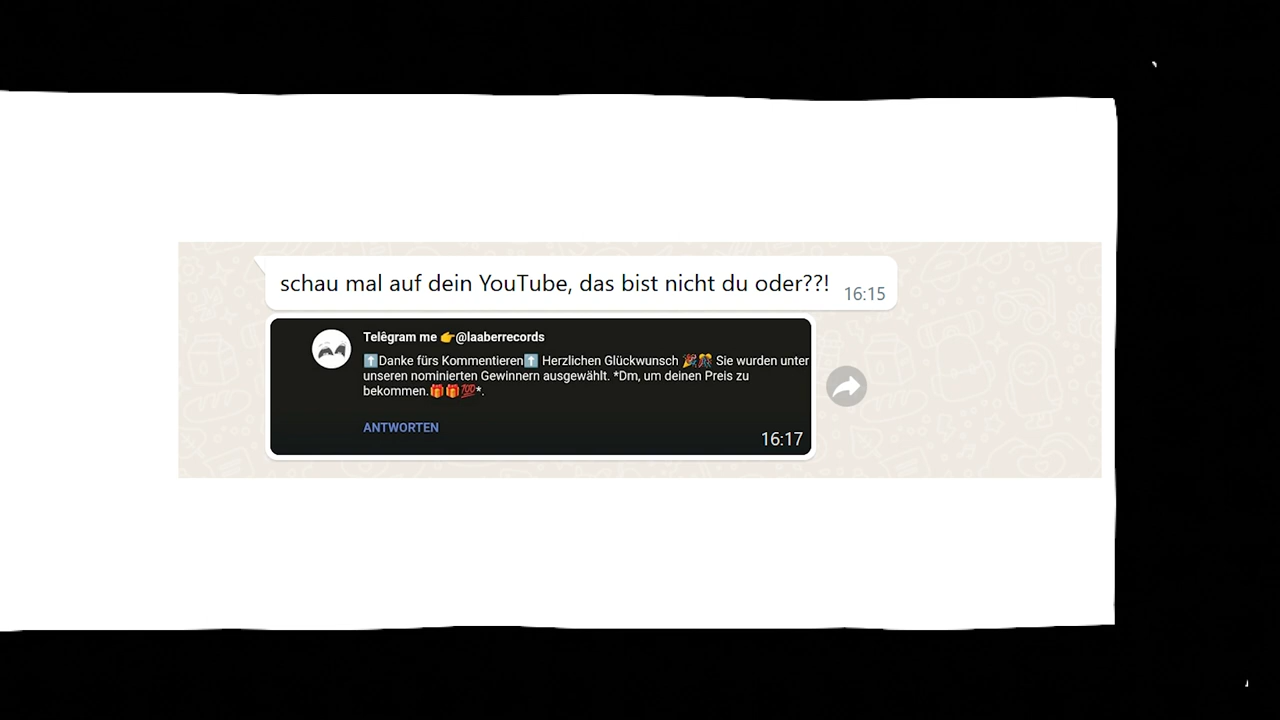 schau mal auf dein YouTube, das bist nicht du oder??! 16:15
Telêgram me 👉@laaberrecords
⬆️Danke fürs Kommentieren⬆️ Herzlichen Glückwunsch 🎉🎊 Sie wurden unter
unseren nominierten Gewinnern ausgewählt. *Dm, um deinen Preis zu
bekommen.🎁🎁💯*.
ANTWORTEN
16:17